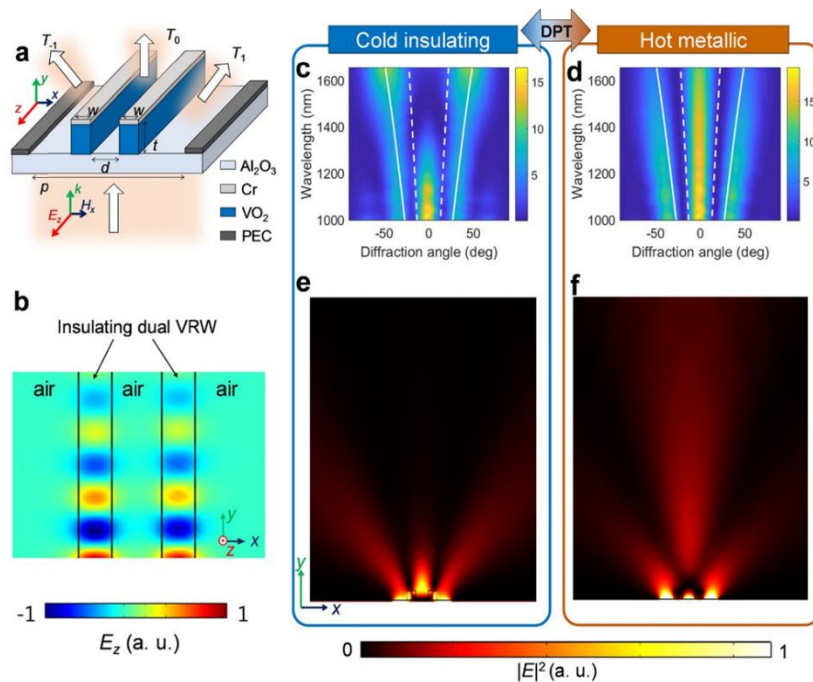 Cold insulating
DPT
Hot metallic
a
T-1
T0
T1
y
x
z
w
w
t
d
p
k
Hx
Ez
Al2O3
Cr
VO2
PEC
c
Wavelength (nm)
1600
1400
1200
1000
-50
0
50
Diffraction angle (deg)
15
10
5
d
Wavelength (nm)
1600
1400
1200
1000
-50
0
50
Diffraction angle (deg)
15
10
5
b
Insulating dual VRW
air
air
air
y
z
x
-1
1
Ez (a. u.)
e
y
x
f
0
1
|E|2 (a. u.)